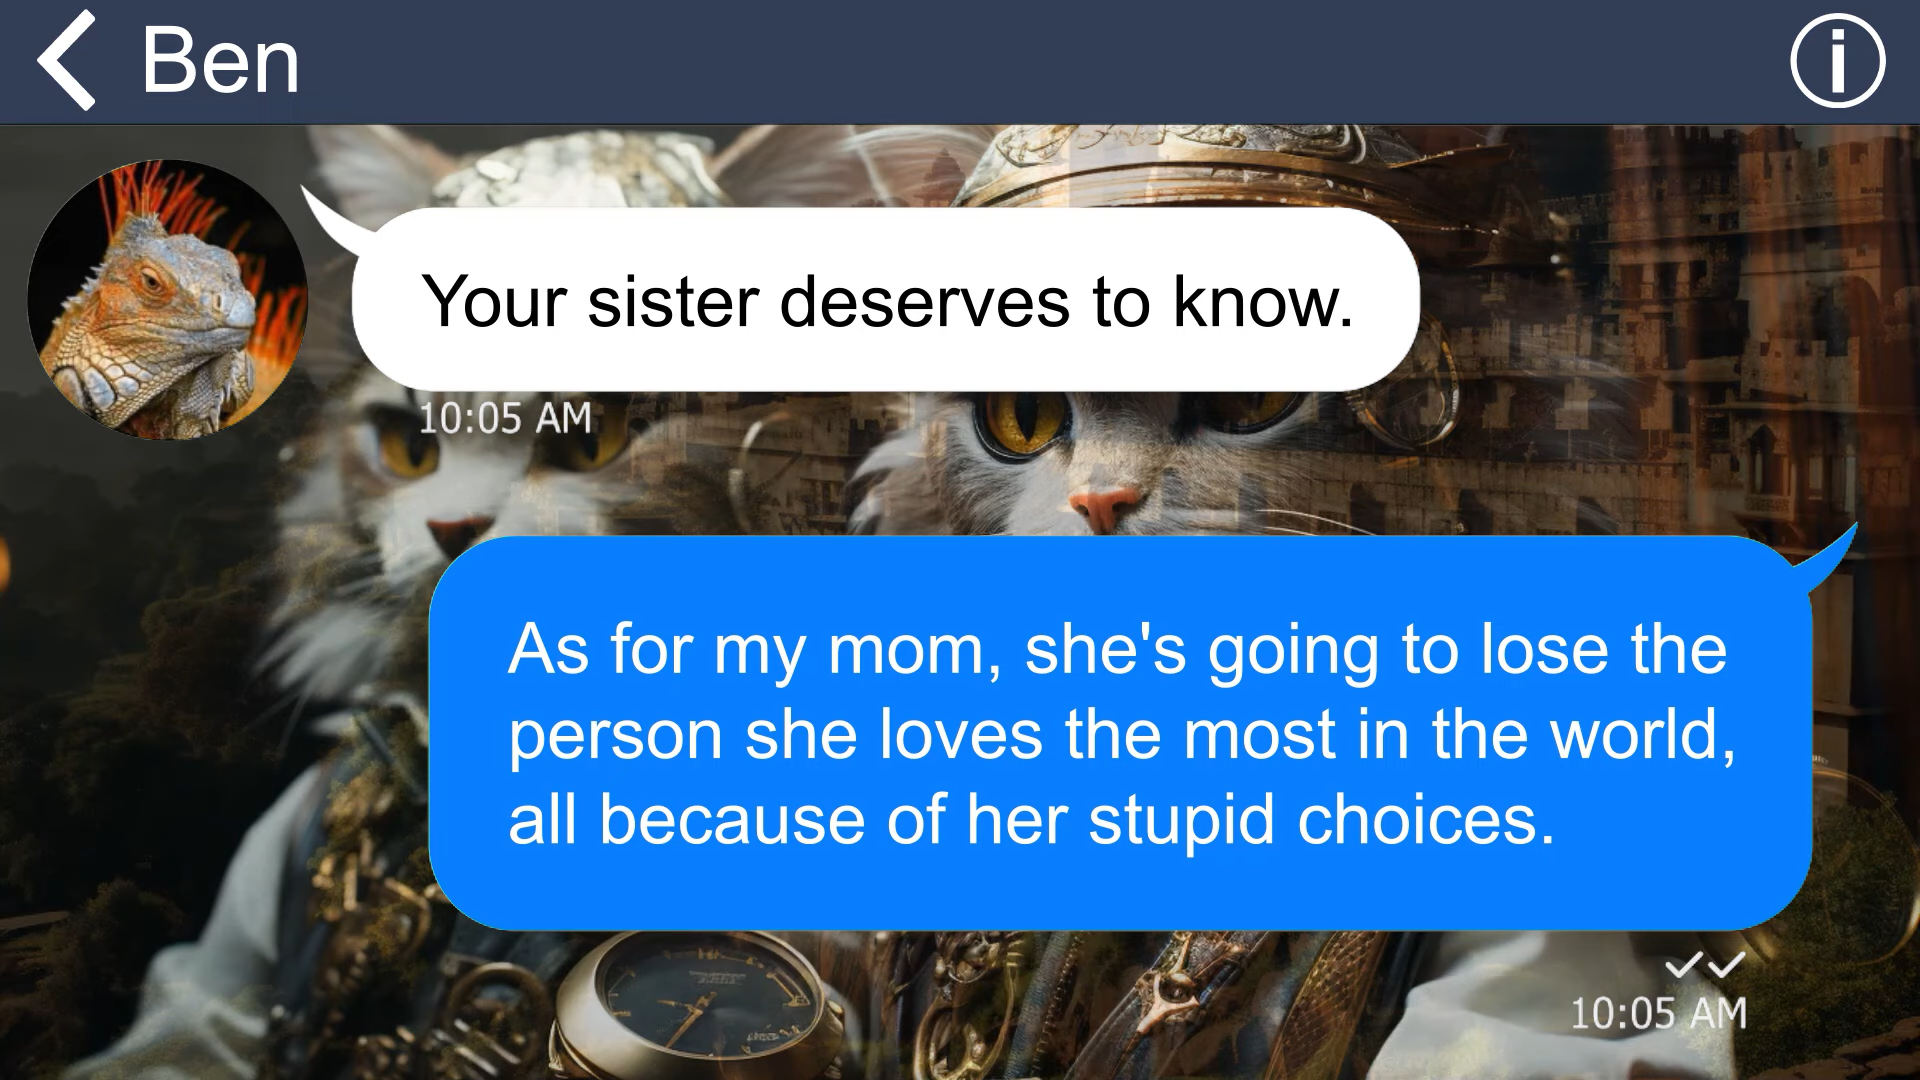 Ben
Your sister deserves to know.
10:05 AM
As for my mom, she's going to lose the
person she loves the most in the world,
all because of her stupid choices.
10:05 AM